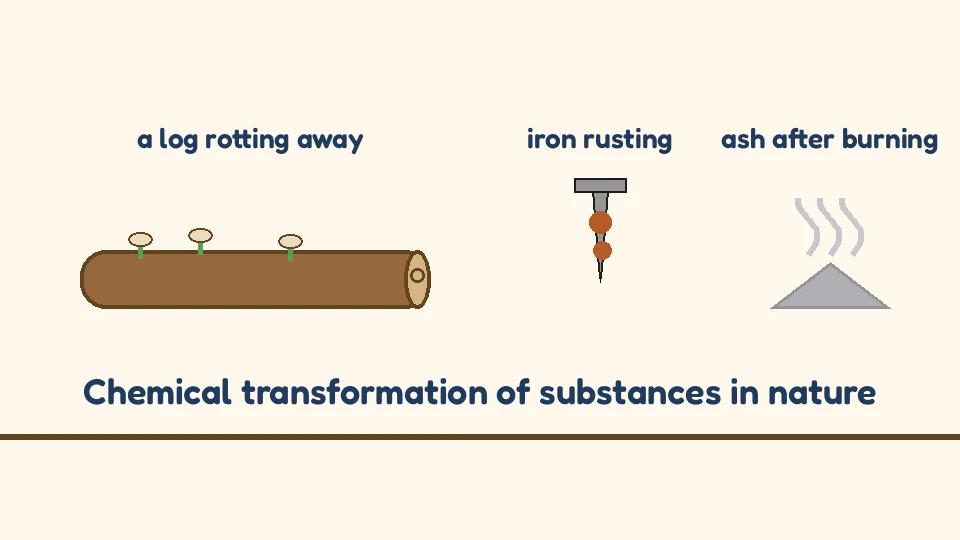 a log rotting away
iron rusting
ash after burning
Chemical transformation of substances in nature